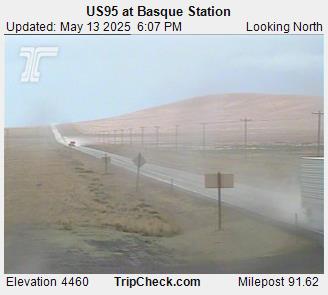 US95 at Basque Station
Updated: May 13 2025 6:07 PM Looking North
Elevation 4460 TripCheck.com Milepost 91.62